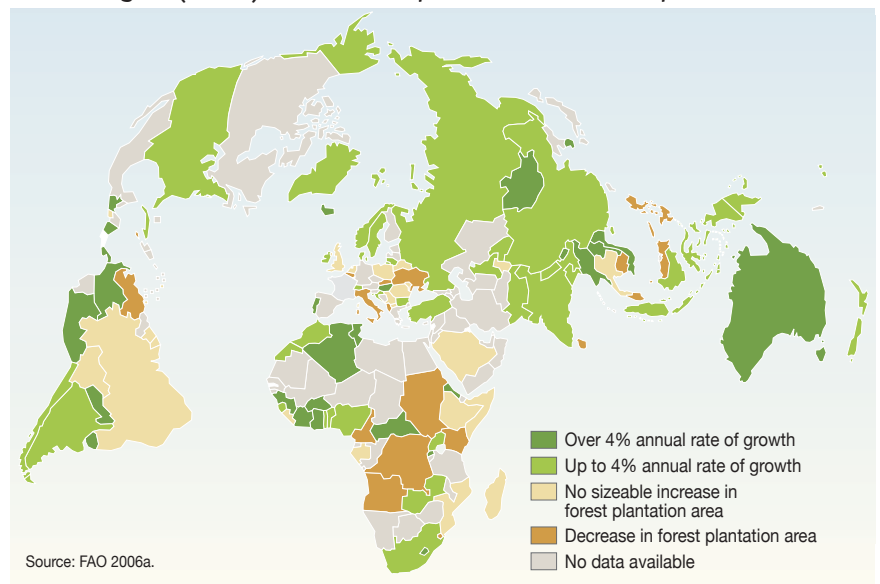 Over 4% annual rate of growth
Up to 4% annual rate of growth
No sizeable increase in
forest plantation area
Decrease in forest plantation area
No data available
Source: FAO 2006a.